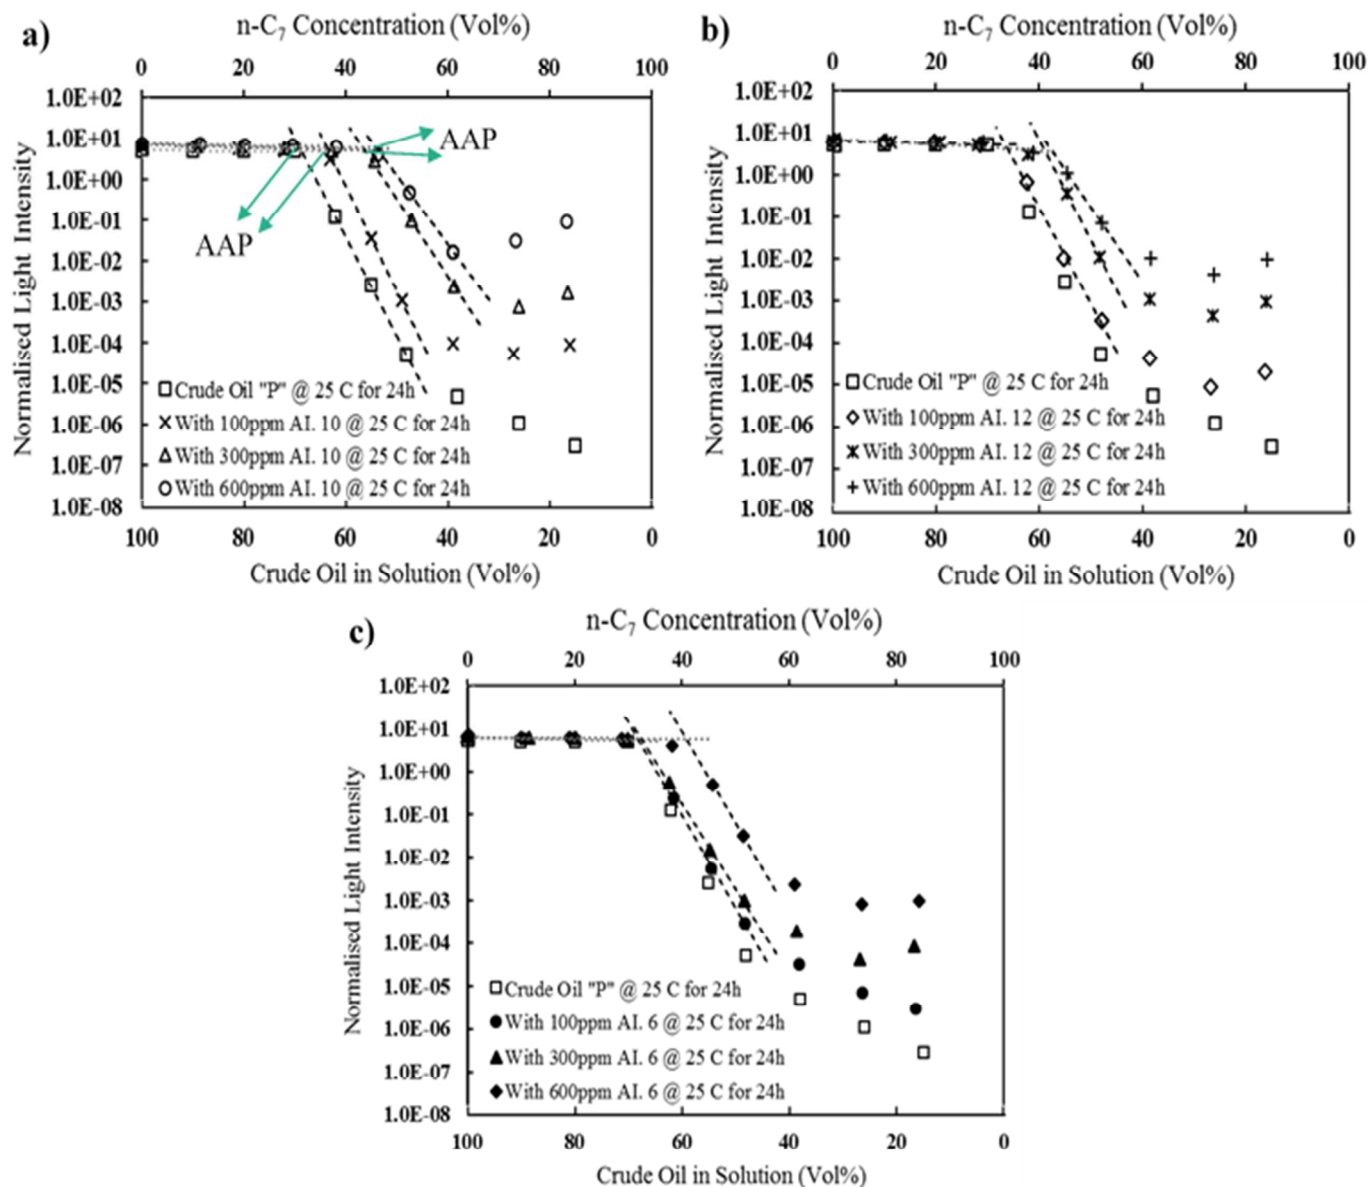 a)
n-C7 Concentration (Vol%)
0 20 40 60 80 100
1.0E+02
1.0E+01
1.0E+00
1.0E-01
1.0E-02
1.0E-03
1.0E-04
1.0E-05
1.0E-06
1.0E-07
1.0E-08
Normalised Light Intensity
AAP
AAP
Crude Oil "P" @ 25 C for 24h
With 100ppm AI. 10 @ 25 C for 24h
With 300ppm AI. 10 @ 25 C for 24h
With 600ppm AI. 10 @ 25 C for 24h
100 80 60 40 20 0
Crude Oil in Solution (Vol%)
b)
n-C7 Concentration (Vol%)
0 20 40 60 80 100
1.0E+02
1.0E+01
1.0E+00
1.0E-01
1.0E-02
1.0E-03
1.0E-04
1.0E-05
1.0E-06
1.0E-07
1.0E-08
Normalised Light Intensity
Crude Oil "P" @ 25 C for 24h
With 100ppm AI. 12 @ 25 C for 24h
With 300ppm AI. 12 @ 25 C for 24h
With 600ppm AI. 12 @ 25 C for 24h
100 80 60 40 20 0
Crude Oil in Solution (Vol%)
c)
n-C7 Concentration (Vol%)
0 20 40 60 80 100
1.0E+02
1.0E+01
1.0E+00
1.0E-01
1.0E-02
1.0E-03
1.0E-04
1.0E-05
1.0E-06
1.0E-07
1.0E-08
Normalised Light Intensity
Crude Oil "P" @ 25 C for 24h
With 100ppm AI. 6 @ 25 C for 24h
With 300ppm AI. 6 @ 25 C for 24h
With 600ppm AI. 6 @ 25 C for 24h
100 80 60 40 20 0
Crude Oil in Solution (Vol%)